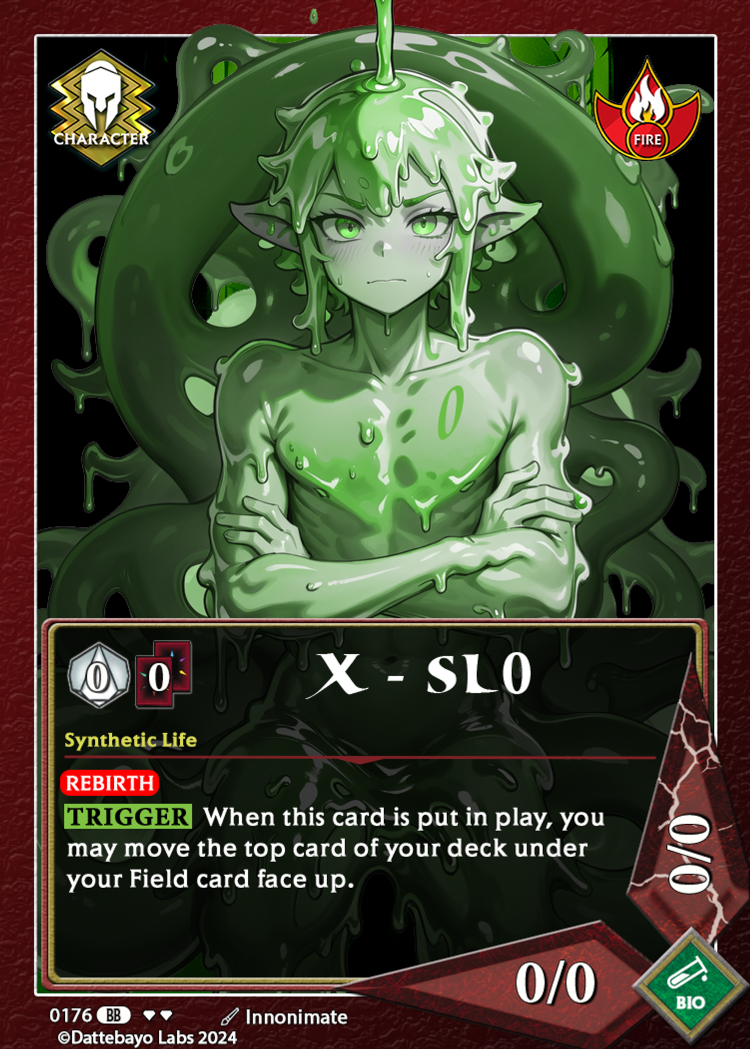 CHARACTER
FIRE
0
0
0
X - SL0
Synthetic Life
REBIRTH
TRIGGER When this card is put in play, you
may move the top card of your deck under
your Field card face up.
0/0
0/0
BIO
0176 BB Innonimate
©Dattebayo Labs 2024